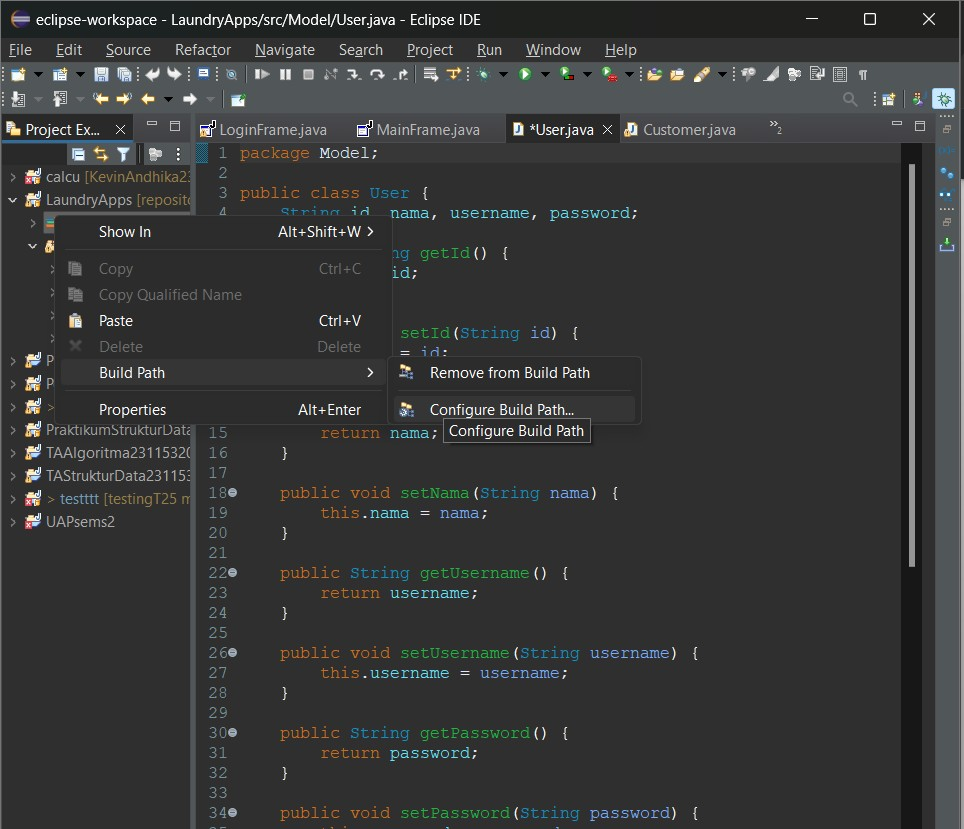 eclipse-workspace - LaundryApps/src/Model/User.java - Eclipse IDE
File Edit Source Refactor Navigate Search Project Run Window Help
Project Ex...
LoginFrame.java MainFrame.java *User.java Customer.java »2
calcu [KevinAndhika23
LaundryApps [reposito
P
P
>
PraktikumStrukturData
TAAlgoritma23115320
TAStrukturData231153
> testttt [testingT25 m
UAPsems2
Show In Alt+Shift+W
Copy Ctrl+C
Copy Qualified Name
Paste Ctrl+V
Delete Delete
Build Path
Properties Alt+Enter
Remove from Build Path
Configure Build Path...
Configure Build Path
1 package Model;
2
3 public class User {
4 String id, nama, username, password;
ng getId() {
id;
setId(String id) {
= id;
15 return nama;
16 }
17
18 public void setNama(String nama) {
19 this.nama = nama;
20 }
21
22 public String getUsername() {
23 return username;
24 }
25
26 public void setUsername(String username) {
27 this.username = username;
28 }
29
30 public String getPassword() {
31 return password;
32 }
33
34 public void setPassword(String password) {